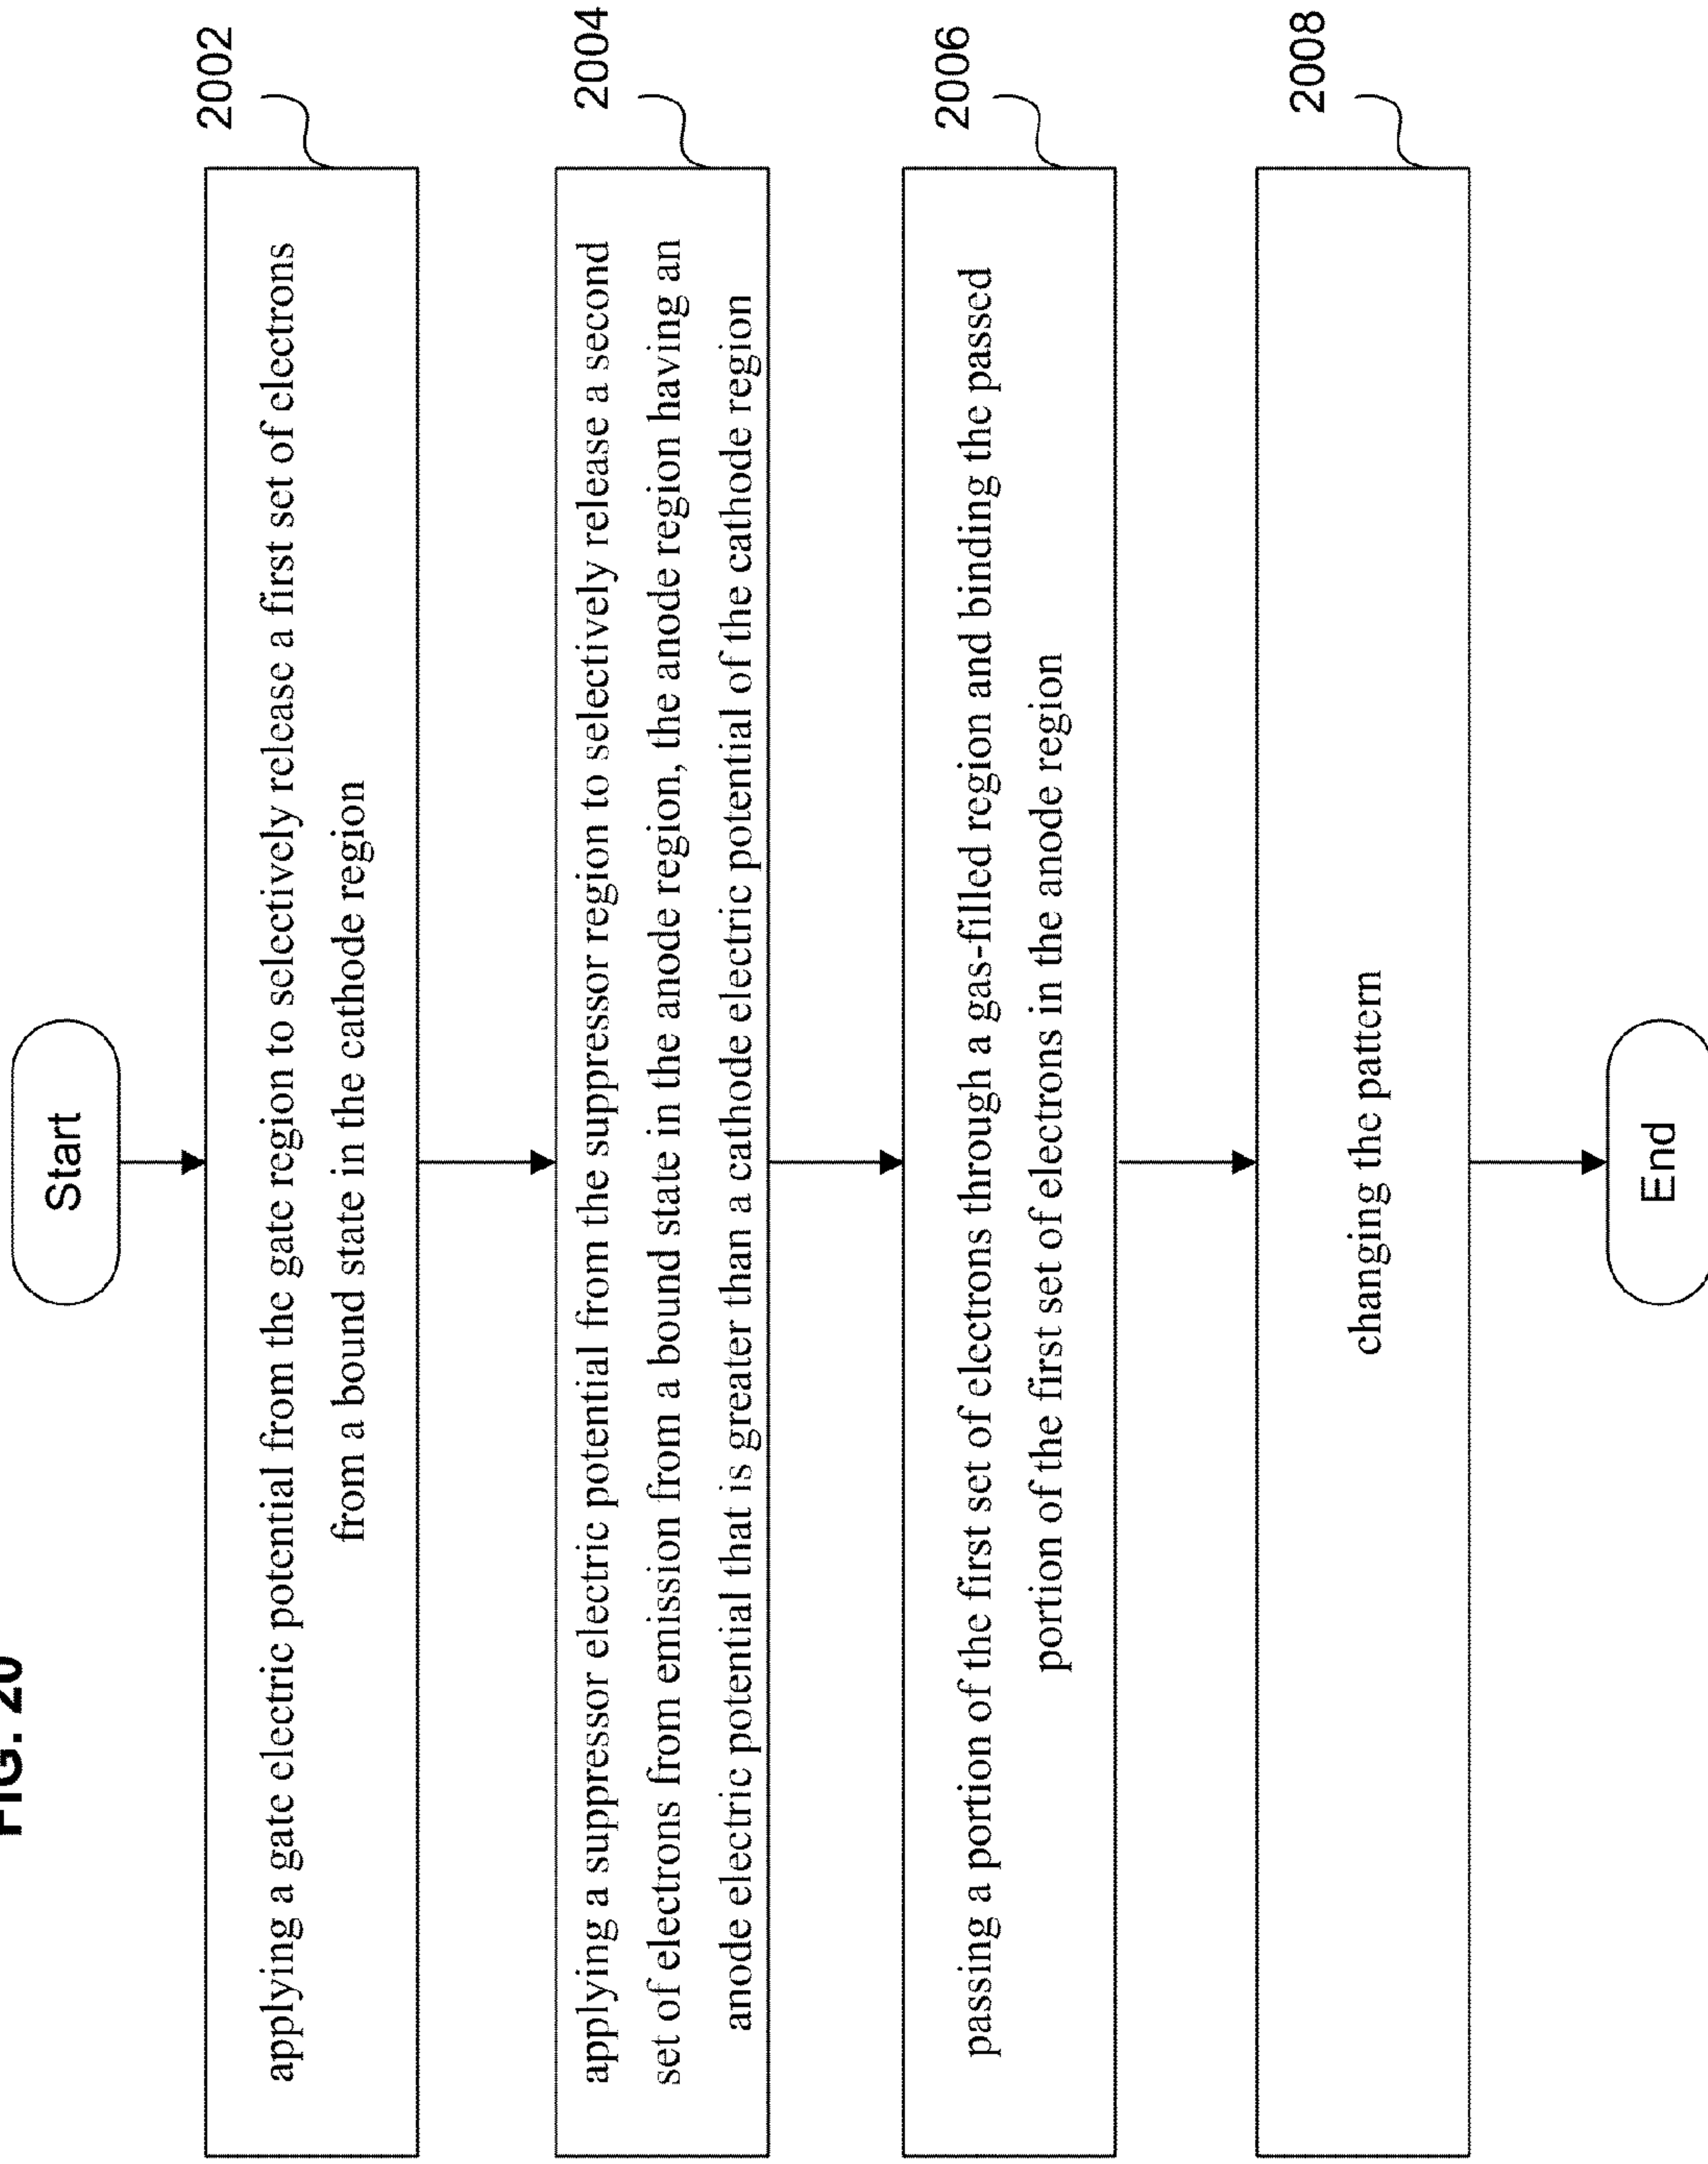 FIG. 20
Start
2002
applying a gate electric potential from the gate region to selectively release a first set of electrons
from a bound state in the cathode region
2004
applying a suppressor electric potential from the suppressor region to selectively release a second
set of electrons from emission from a bound state in the anode region, the anode region having an
anode electric potential that is greater than a cathode electric potential of the cathode region
2006
passing a portion of the first set of electrons through a gas-filled region and binding the passed
portion of the first set of electrons in the anode region
2008
changing the pattern
End